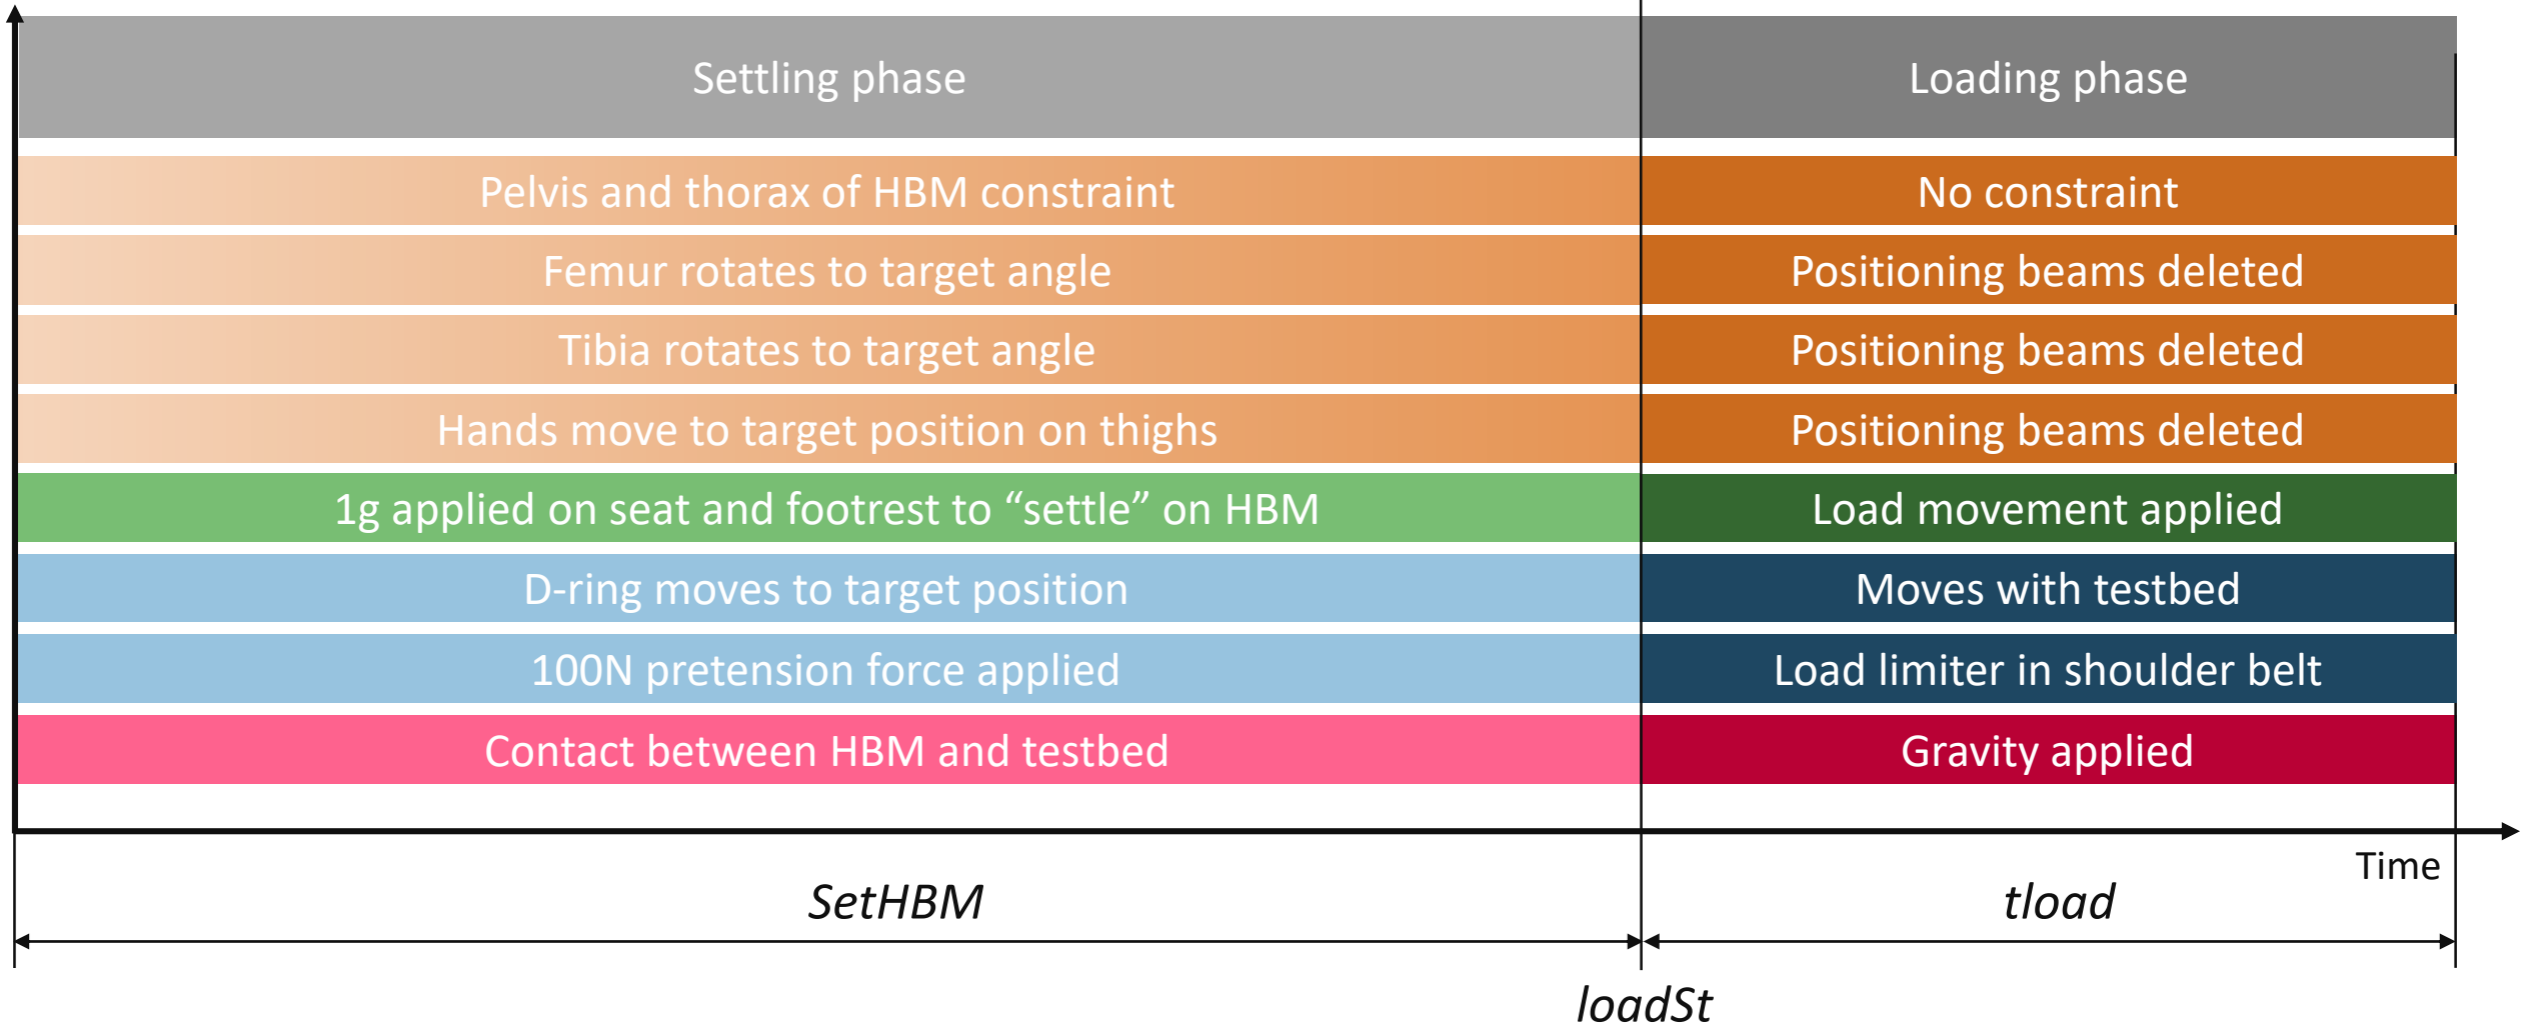 Settling phase
Loading phase
Pelvis and thorax of HBM constraint
No constraint
Femur rotates to target angle
Positioning beams deleted
Tibia rotates to target angle
Positioning beams deleted
Hands move to target position on thighs
Positioning beams deleted
1g applied on seat and footrest to “settle” on HBM
Load movement applied
D-ring moves to target position
Moves with testbed
100N pretension force applied
Load limiter in shoulder belt
Contact between HBM and testbed
Gravity applied
Time
SetHBM
tload
loadSt